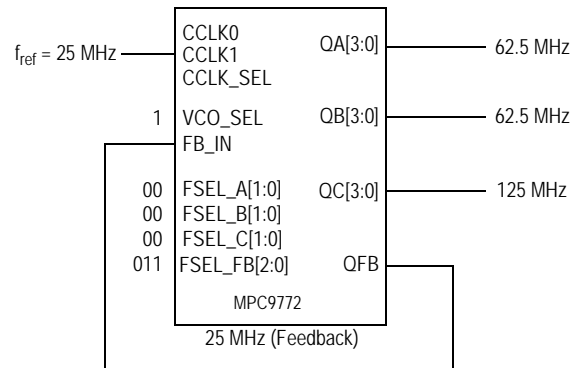 CCLK0
CCLK1
CCLK_SEL
f_ref = 25 MHz
QA[3:0]
62.5 MHz
1
VCO_SEL
FB_IN
QB[3:0]
62.5 MHz
00
FSEL_A[1:0]
00
FSEL_B[1:0]
00
FSEL_C[1:0]
011
FSEL_FB[2:0]
QC[3:0]
125 MHz
QFB
MPC9772
25 MHz (Feedback)